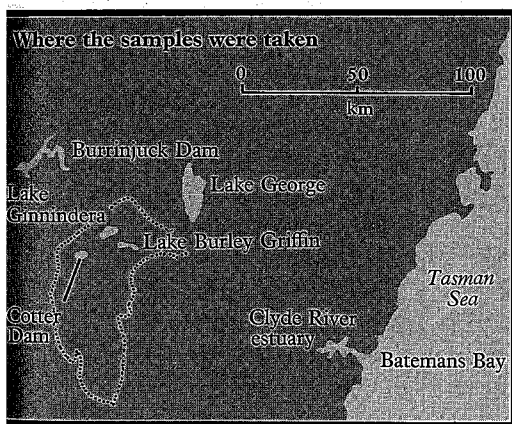 Where the samples were taken
0 50 100
km
Burrinjuck Dam
Lake George
Lake
Ginnindera
Lake Burley Griffin
Cotter
Dam
Clyde River
estuary
Tasman
Sea
Batemans Bay